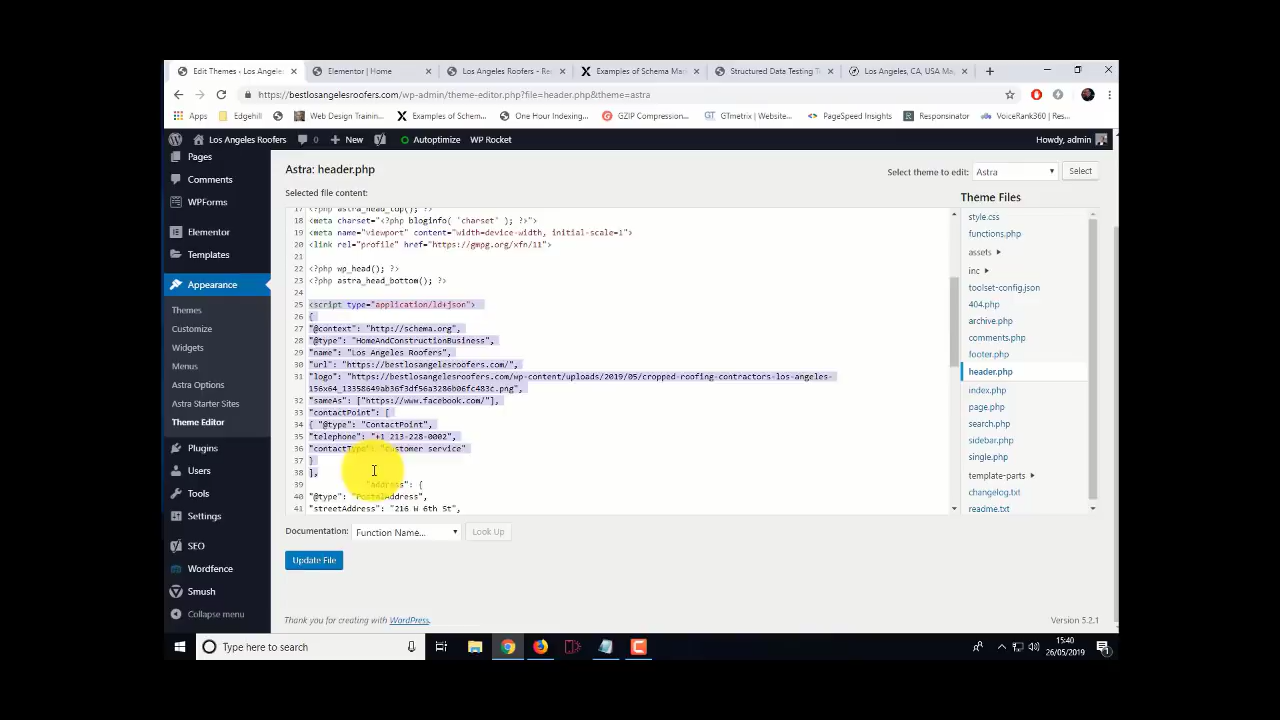 Edit Themes ‹ Los Angele
Elementor | Home
Los Angeles Roofers - Re
Examples of Schema Mar
Structured Data Testing T
Los Angeles, CA, USA Ma
https://bestlosangelesroofers.com/wp-admin/theme-editor.php?file=header.php&theme=astra
Apps
Edgehill
Web Design Trainin...
Examples of Schem...
One Hour Indexing...
GZIP Compression...
GTmetrix | Website...
PageSpeed Insights
Responsinator
VoiceRank360 | Res...
Los Angeles Roofers
0
New
Autoptimize
WP Rocket
Howdy, admin
Pages
Comments
WPForms
Elementor
Templates
Appearance
Themes
Customize
Widgets
Menus
Astra Options
Astra Starter Sites
Theme Editor
Plugins
Users
Tools
Settings
SEO
Wordfence
Smush
Collapse menu
Astra: header.php
Select theme to edit:
Astra
Select
Selected file content:
17 <?php astra_head_top(); ?>
18 <meta charset="<?php bloginfo( 'charset' ); ?>">
19 <meta name="viewport" content="width=device-width, initial-scale=1">
20 <link rel="profile" href="https://gmpg.org/xfn/11">
21
22 <?php wp_head(); ?>
23 <?php astra_head_bottom(); ?>
24
25 <script type="application/ld+json">
26 {
27 "@context": "http://schema.org",
28 "@type": "HomeAndConstructionBusiness",
29 "name": "Los Angeles Roofers",
30 "url": "https://bestlosangelesroofers.com/",
31 "logo": "https://bestlosangelesroofers.com/wp-content/uploads/2019/05/cropped-roofing-contractors-los-angeles-
156x64_13358649ab36f3df56a3286b06fc483c.png",
32 "sameAs": ["https://www.facebook.com/"],
33 "contactPoint": [
34 { "@type": "ContactPoint",
35 "telephone": "+1 213-228-0002",
36 "contactType": "customer service"
37 }
38 ],
39 "address": {
40 "@type": "PostalAddress",
41 "streetAddress": "216 W 6th St",
Theme Files
style.css
functions.php
assets
inc
toolset-config.json
404.php
archive.php
comments.php
footer.php
header.php
index.php
page.php
search.php
sidebar.php
single.php
template-parts
changelog.txt
readme.txt
Documentation:
Function Name...
Look Up
Update File
Thank you for creating with WordPress.
Version 5.2.1
Type here to search
15:40
26/05/2019
1